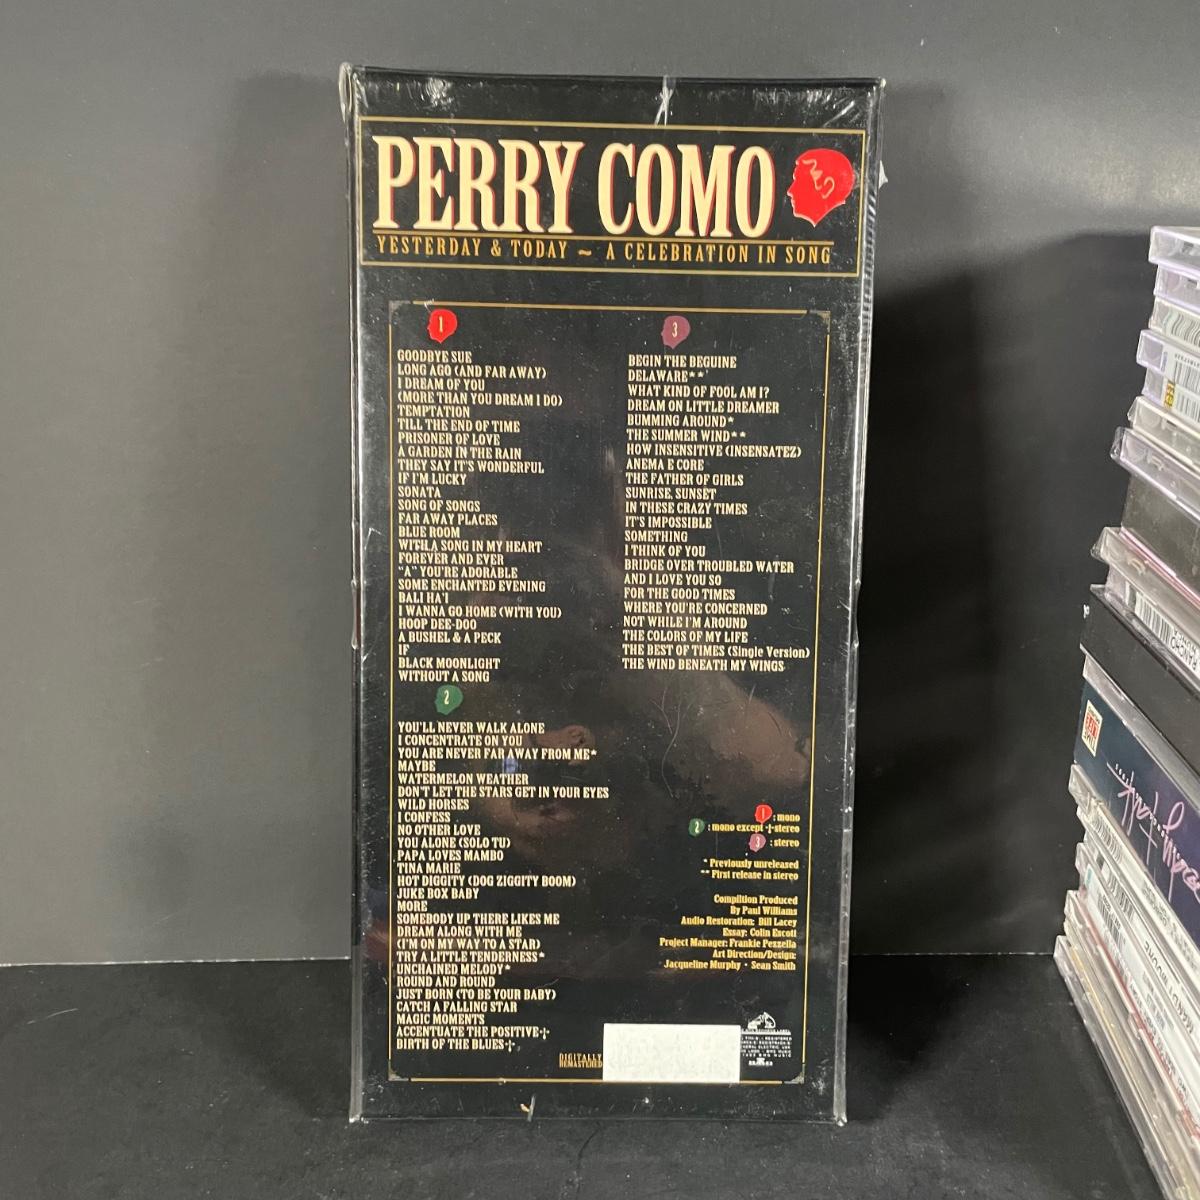 PERRY COMO
YESTERDAY & TODAY ~ A CELEBRATION IN SONG
1
GOODBYE SUE
LONG AGO (AND FAR AWAY)
I DREAM OF YOU
(MORE THAN YOU DREAM I DO)
TEMPTATION
TILL THE END OF TIME
PRISONER OF LOVE
A GARDEN IN THE RAIN
THEY SAY IT'S WONDERFUL
IF I'M LUCKY
SONATA
SONG OF SONGS
FAR AWAY PLACES
BLUE ROOM
WITH A SONG IN MY HEART
FOREVER AND EVER
"A" YOU'RE ADORABLE
SOME ENCHANTED EVENING
BALI HA'I
I WANNA GO HOME (WITH YOU)
HOOP DEE-DOO
A BUSHEL & A PECK
IF
BLACK MOONLIGHT
WITHOUT A SONG
2
YOU'LL NEVER WALK ALONE
I CONCENTRATE ON YOU
YOU ARE NEVER FAR AWAY FROM ME*
MAYBE
WATERMELON WEATHER
DON'T LET THE STARS GET IN YOUR EYES
WILD HORSES
I CONFESS
NO OTHER LOVE
YOU ALONE (SOLO TU)
PAPA LOVES MAMBO
TINA MARIE
HOT DIGGITY (DOG ZIGGITY BOOM)
JUKE BOX BABY
MORE
SOMEBODY UP THERE LIKES ME
DREAM ALONG WITH ME
(I'M ON MY WAY TO A STAR)
TRY A LITTLE TENDERNESS*
UNCHAINED MELODY*
ROUND AND ROUND
JUST BORN (TO BE YOUR BABY)
CATCH A FALLING STAR
MAGIC MOMENTS
ACCENTUATE THE POSITIVE‡
BIRTH OF THE BLUES‡
3
BEGIN THE BEGUINE
DELAWARE**
WHAT KIND OF FOOL AM I?
DREAM ON LITTLE DREAMER
BUMMING AROUND*
THE SUMMER WIND**
HOW INSENSITIVE (INSENSATEZ)
ANEMA E CORE
THE FATHER OF GIRLS
SUNRISE, SUNSET
IN THESE CRAZY TIMES
IT'S IMPOSSIBLE
SOMETHING
I THINK OF YOU
BRIDGE OVER TROUBLED WATER
AND I LOVE YOU SO
FOR THE GOOD TIMES
WHERE YOU'RE CONCERNED
NOT WHILE I'M AROUND
THE COLORS OF MY LIFE
THE BEST OF TIMES (Single Version)
THE WIND BENEATH MY WINGS
1 : mono
2 : mono except ‡stereo
3 : stereo
* Previously unreleased
** First release in stereo
Compiltion Produced
By Paul Williams
Audio Restoration: Bill Lacey
Essay: Colin Escott
Project Manager: Frankie Pezzella
Art Direction/Design:
Jacqueline Murphy • Sean Smith
DIGITALLY
REMASTERED